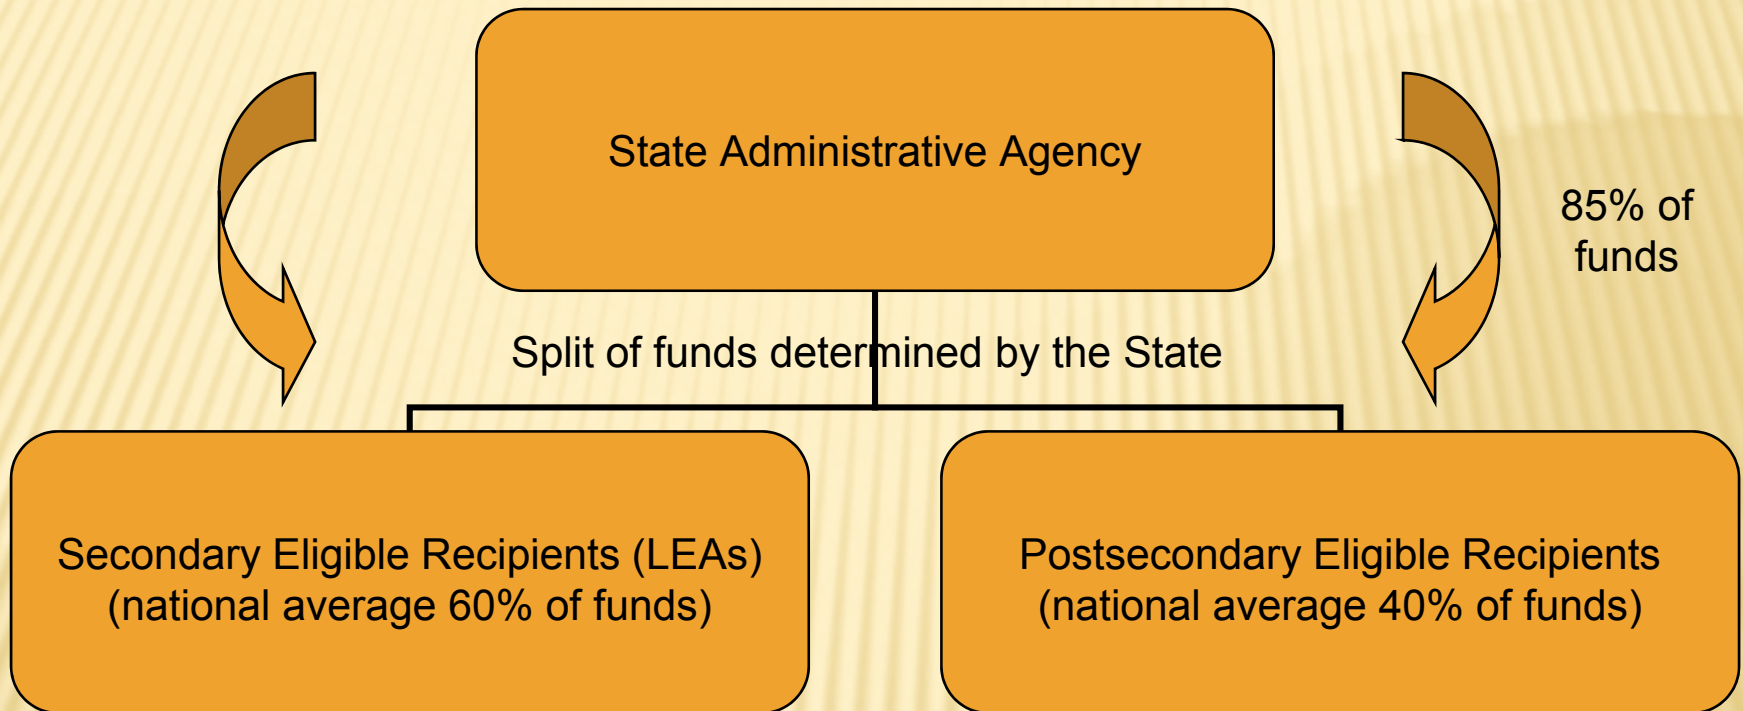 State Administrative Agency
85% of
funds
Split of funds determined by the State
Secondary Eligible Recipients (LEAs)
(national average 60% of funds)
Postsecondary Eligible Recipients
(national average 40% of funds)